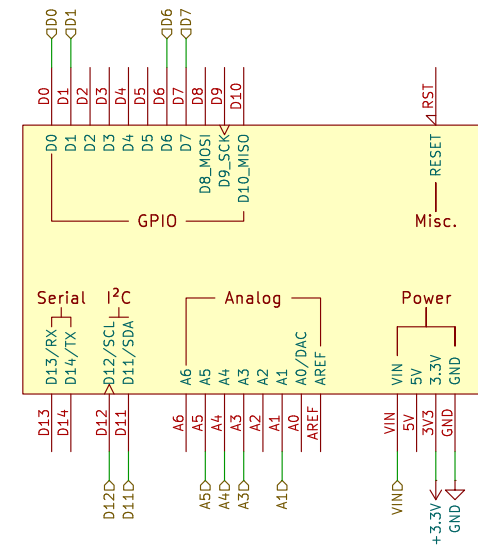 D0 D1 D6 D7
D0 D1 D2 D3 D4 D5 D6 D7 D8 D9 D10 RST
D0 D1 D2 D3 D4 D5 D6 D7 D8_MOSI D9_SCK D10_MISO RESET
GPIO Misc.
Serial I²C Analog Power
D13/RX D14/TX D12/SCL D11/SDA A6 A5 A4 A3 A2 A1 A0/DAC AREF VIN 5V 3.3V GND
D13 D14 D12 D11 A6 A5 A4 A3 A2 A1 A0 AREF VIN 5V 3V3 GND
D12 D11 A5 A4 A3 A1 VIN +3.3V GND